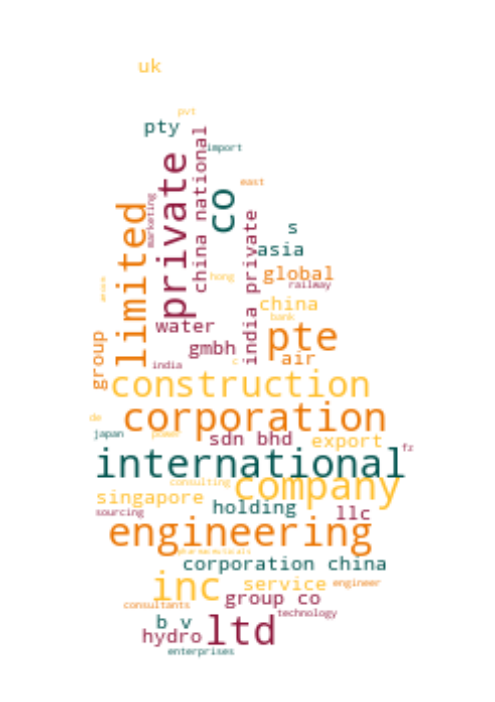 uk
pvt
pty
import
private
china national
co
east
limited
marketing
india private
s
asia
global
railway
hong
china
bank
water
pte
group
gmbh
air
india
c
construction
de
corporation
japan
power
sdn bhd
export
fz
international
consulting
company
singapore
holding
sourcing
llc
engineering
pharmaceuticals
corporation china
inc
service
engineer
consultants
group co
technology
b v
hydro
ltd
enterprises